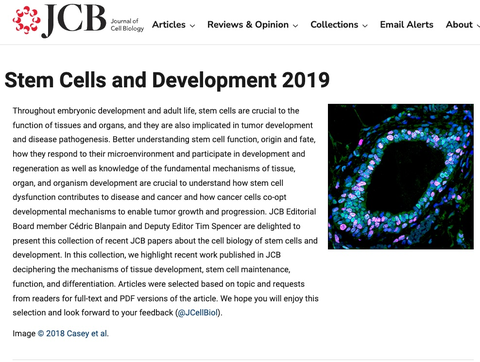 JCB Journal of
Cell Biology
Articles Reviews & Opinion Collections Email Alerts About
Stem Cells and Development 2019
Throughout embryonic development and adult life, stem cells are crucial to the
function of tissues and organs, and they are also implicated in tumor development
and disease pathogenesis. Better understanding stem cell function, origin and fate,
how they respond to their microenvironment and participate in development and
regeneration as well as knowledge of the fundamental mechanisms of tissue,
organ, and organism development are crucial to understand how stem cell
dysfunction contributes to disease and cancer and how cancer cells co-opt
developmental mechanisms to enable tumor growth and progression. JCB Editorial
Board member Cédric Blanpain and Deputy Editor Tim Spencer are delighted to
present this collection of recent JCB papers about the cell biology of stem cells and
development. In this collection, we highlight recent work published in JCB
deciphering the mechanisms of tissue development, stem cell maintenance,
function, and differentiation. Articles were selected based on topic and requests
from readers for full-text and PDF versions of the article. We hope you will enjoy this
selection and look forward to your feedback (@JCellBiol).
Image © 2018 Casey et al.